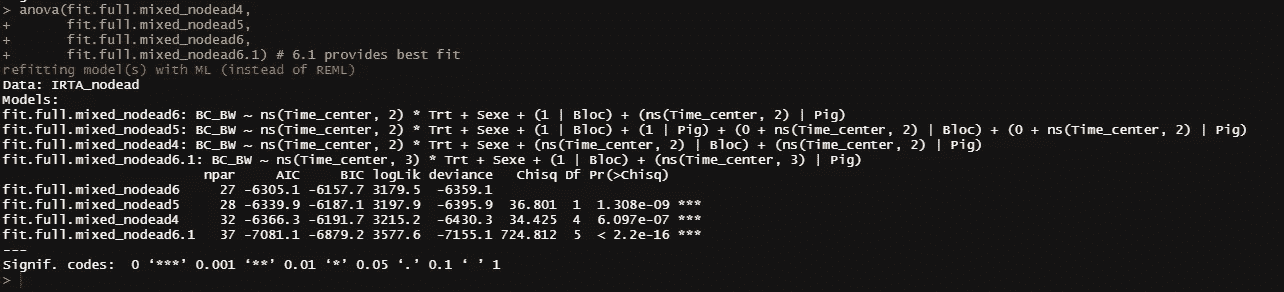 > anova(fit.full.mixed_nodead4,
+       fit.full.mixed_nodead5,
+       fit.full.mixed_nodead6,
+       fit.full.mixed_nodead6.1) # 6.1 provides best fit
refitting model(s) with ML (instead of REML)
Data: IRTA_nodead
Models:
fit.full.mixed_nodead6: BC_BW ~ ns(Time_center, 2) * Trt + Sexe + (1 | Bloc) + (ns(Time_center, 2) | Pig)
fit.full.mixed_nodead5: BC_BW ~ ns(Time_center, 2) * Trt + Sexe + (1 | Bloc) + (1 | Pig) + (0 + ns(Time_center, 2) | Bloc) + (0 + ns(Time_center, 2) | Pig)
fit.full.mixed_nodead4: BC_BW ~ ns(Time_center, 2) * Trt + Sexe + (ns(Time_center, 2) | Bloc) + (ns(Time_center, 2) | Pig)
fit.full.mixed_nodead6.1: BC_BW ~ ns(Time_center, 3) * Trt + Sexe + (1 | Bloc) + (ns(Time_center, 3) | Pig)
                         npar     AIC     BIC logLik deviance   Chisq Df Pr(>Chisq)
fit.full.mixed_nodead6     27 -6305.1 -6157.7 3179.5  -6359.1
fit.full.mixed_nodead5     28 -6339.9 -6187.1 3197.9  -6395.9  36.801  1  1.308e-09 ***
fit.full.mixed_nodead4     32 -6366.3 -6191.7 3215.2  -6430.3  34.425  4  6.097e-07 ***
fit.full.mixed_nodead6.1   37 -7081.1 -6879.2 3577.6  -7155.1 724.812  5  < 2.2e-16 ***
---
Signif. codes:  0 ‘***’ 0.001 ‘**’ 0.01 ‘*’ 0.05 ‘.’ 0.1 ‘ ’ 1
>